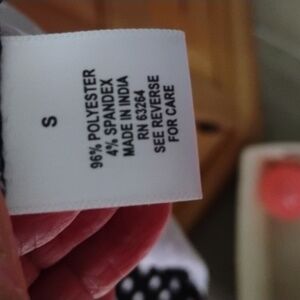 S
96% POLYESTER
4% SPANDEX
MADE IN INDIA
RN 63264
SEE REVERSE
FOR CARE